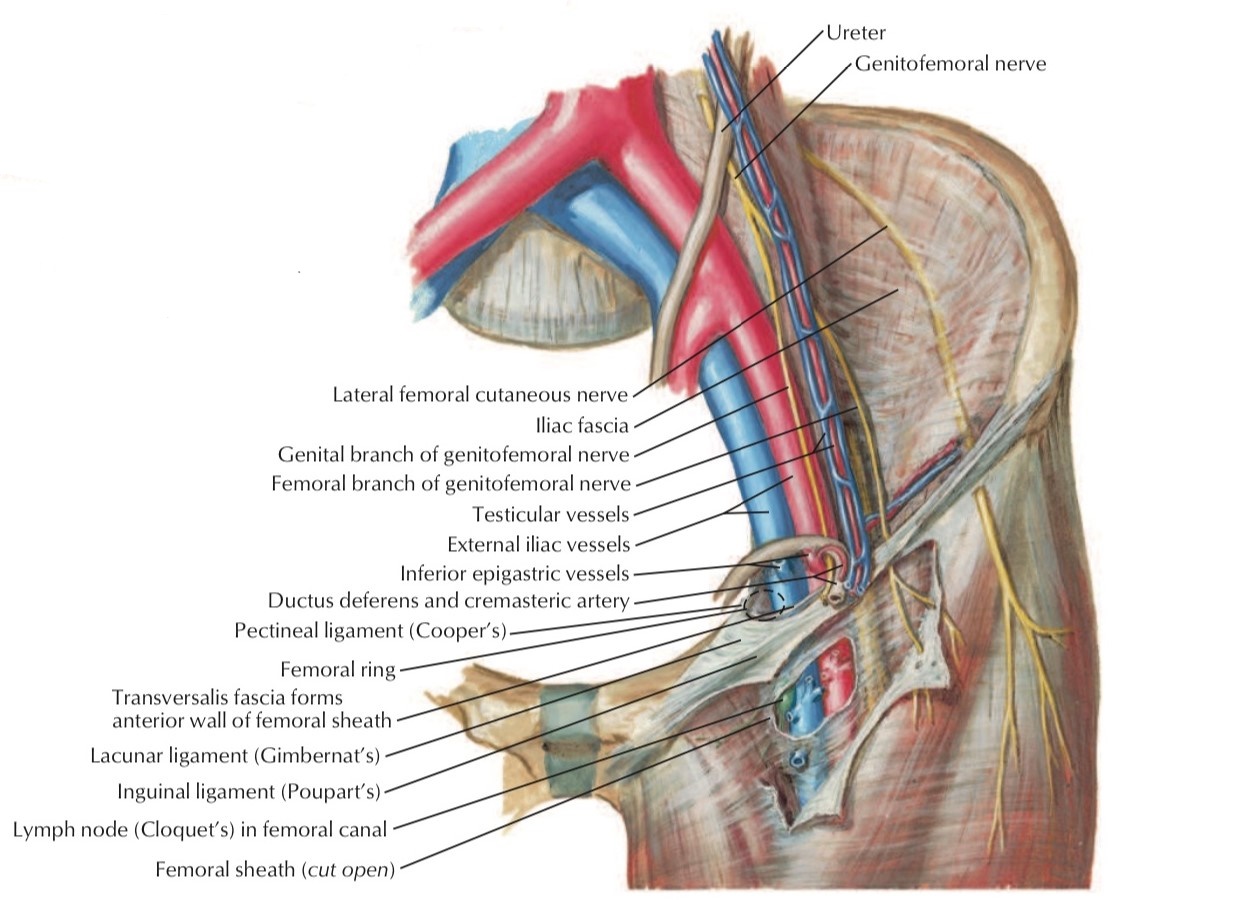 Ureter
Genitofemoral nerve
Lateral femoral cutaneous nerve
Iliac fascia
Genital branch of genitofemoral nerve
Femoral branch of genitofemoral nerve
Testicular vessels
External iliac vessels
Inferior epigastric vessels
Ductus deferens and cremasteric artery
Pectineal ligament (Cooper's)
Femoral ring
Transversalis fascia forms
anterior wall of femoral sheath
Lacunar ligament (Gimbernat's)
Inguinal ligament (Poupart's)
Lymph node (Cloquet's) in femoral canal
Femoral sheath (cut open)